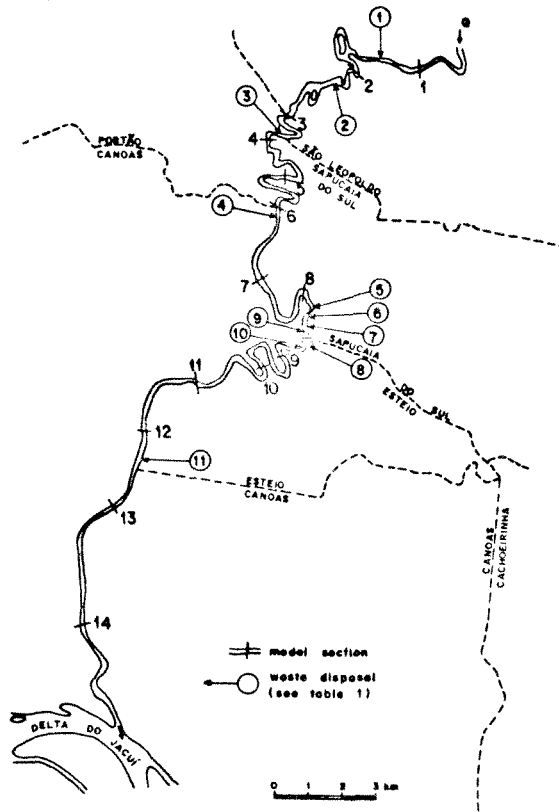 1
Q
2
1
3
2
3
4
PORTÃO
CANOAS
SÃO LEOPOLDO
SAPUCAIA
DO SUL
4
6
7
8
5
6
9
7
10
SAPUCAIA
9
8
11
10
DO SUL
ESTEIO
12
11
ESTEIO
CANOAS
13
CANOAS
CACHOEIRINHA
14
model section
waste disposal
(see table 1)
DELTA DO JACUÍ
0 1 2 3 km